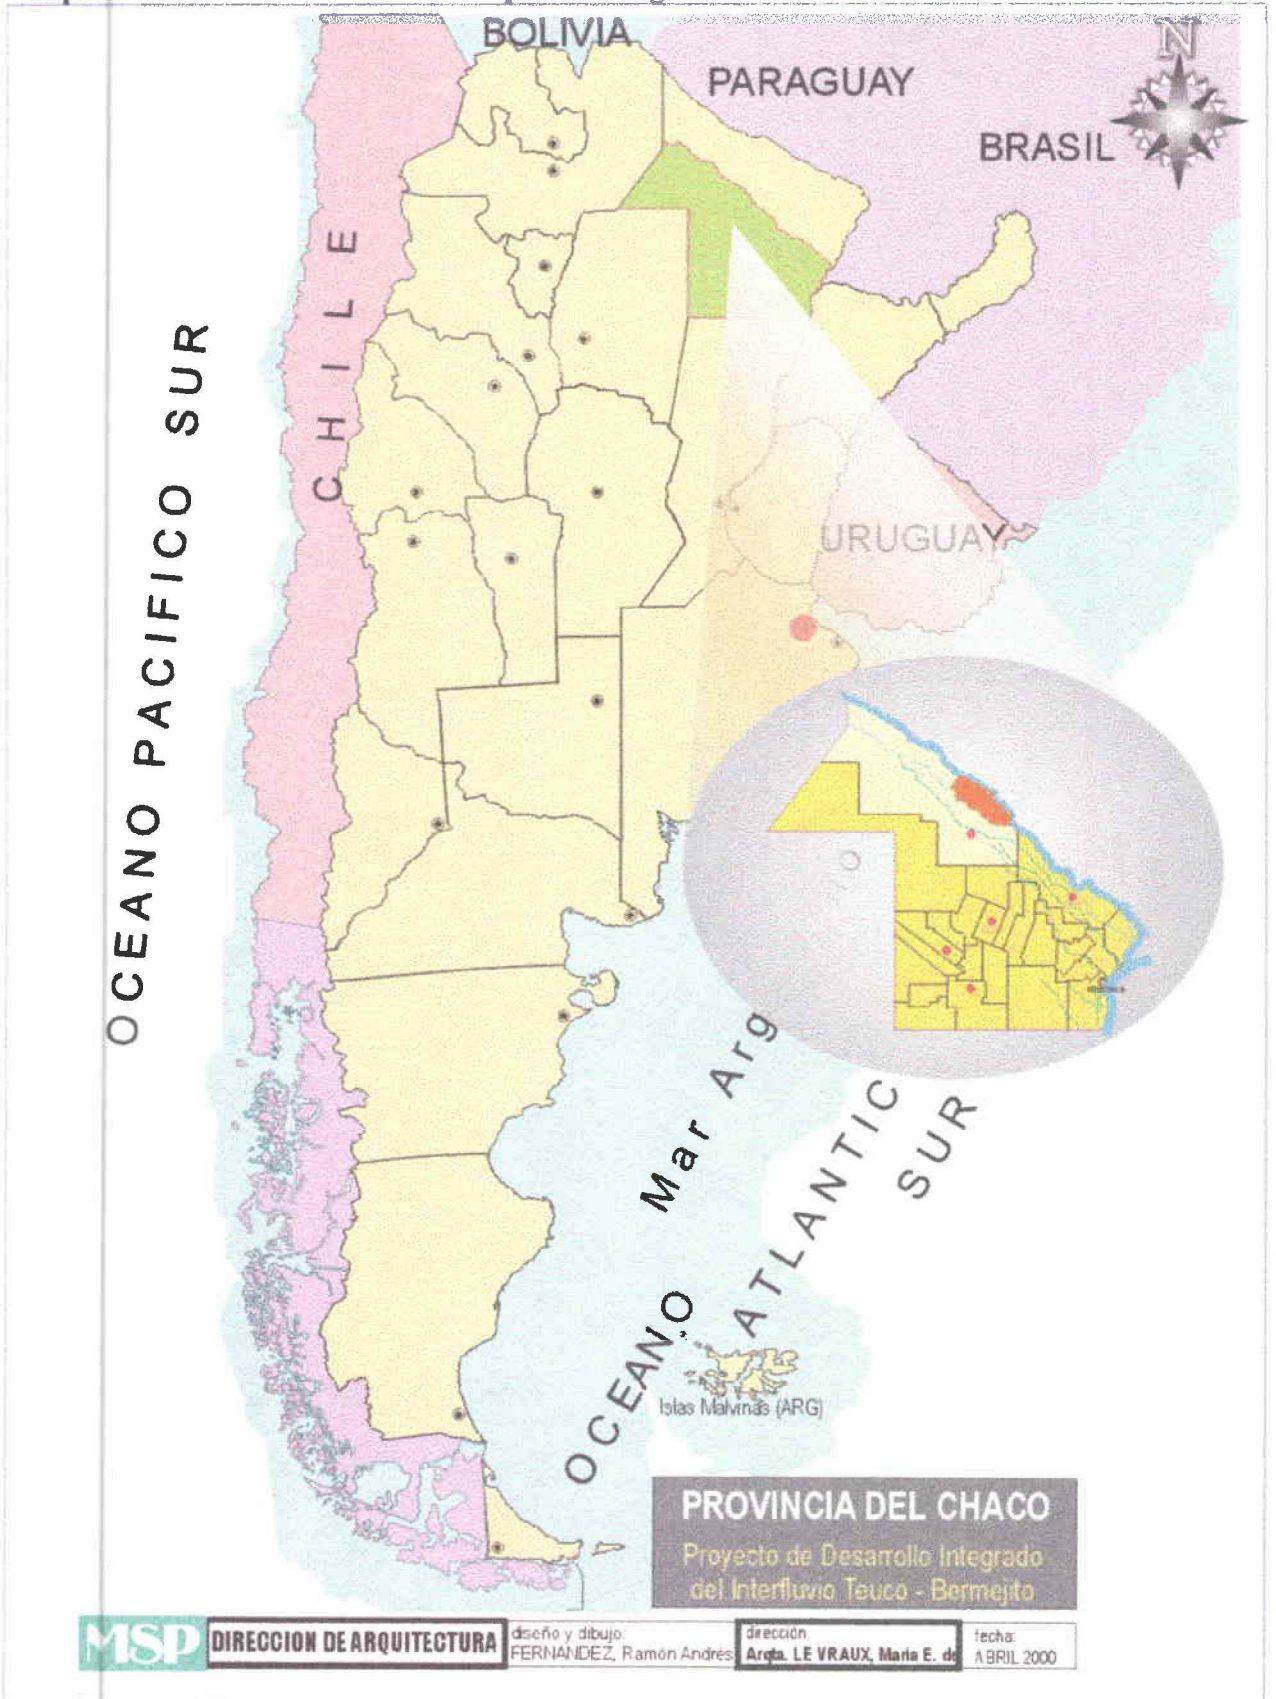 BOLIVIA
PARAGUAY
N
BRASIL
CHILE
OCEANO PACIFICO SUR
URUGUAY
Mar Arg
OCEANO ATLANTIC
SUR
Islas Malvinas (ARG)
PROVINCIA DEL CHACO
Proyecto de Desarrollo Integrado
del Interfluvio Teuco - Bermejito
MSP
DIRECCION DE ARQUITECTURA
diseño y dibujo:
FERNANDEZ, Ramón Andrés
dirección
Arqta. LE VRAUX, Maria E. de
fecha:
ABRIL 2000